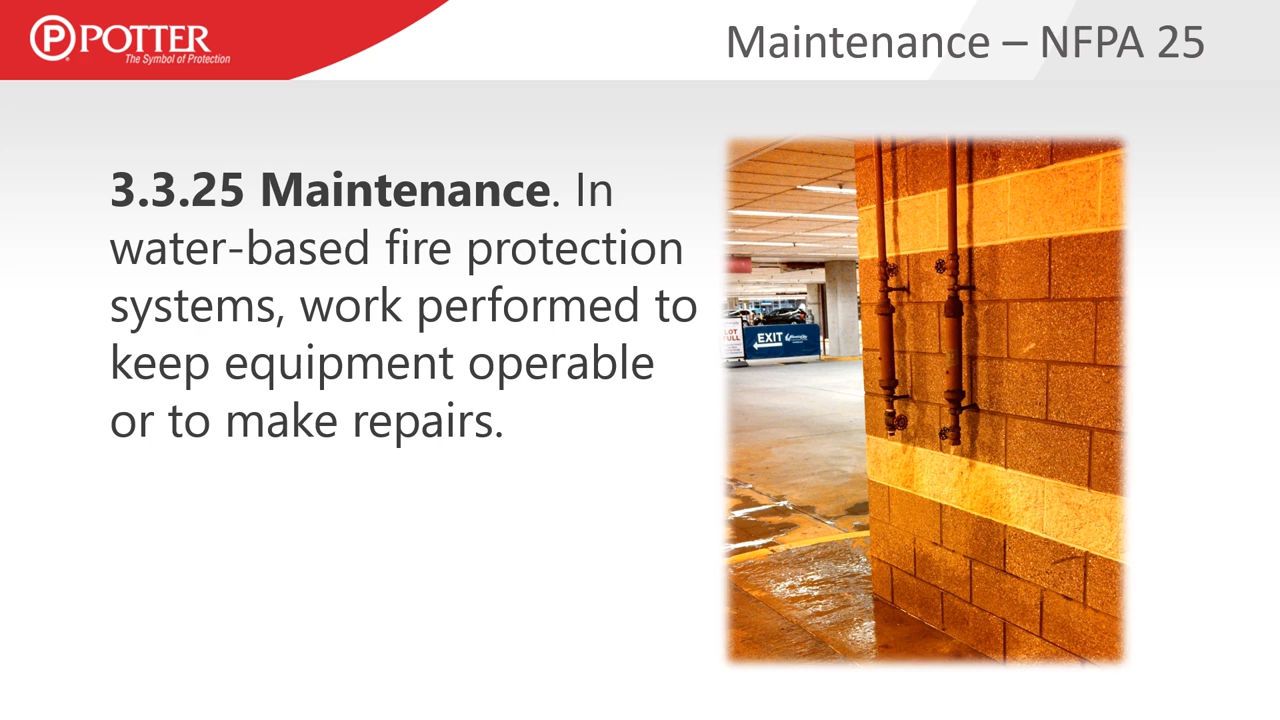 POTTER
The Symbol of Protection
Maintenance – NFPA 25
3.3.25 Maintenance. In
water-based fire protection
systems, work performed to
keep equipment operable
or to make repairs.
LOT
FULL
EXIT